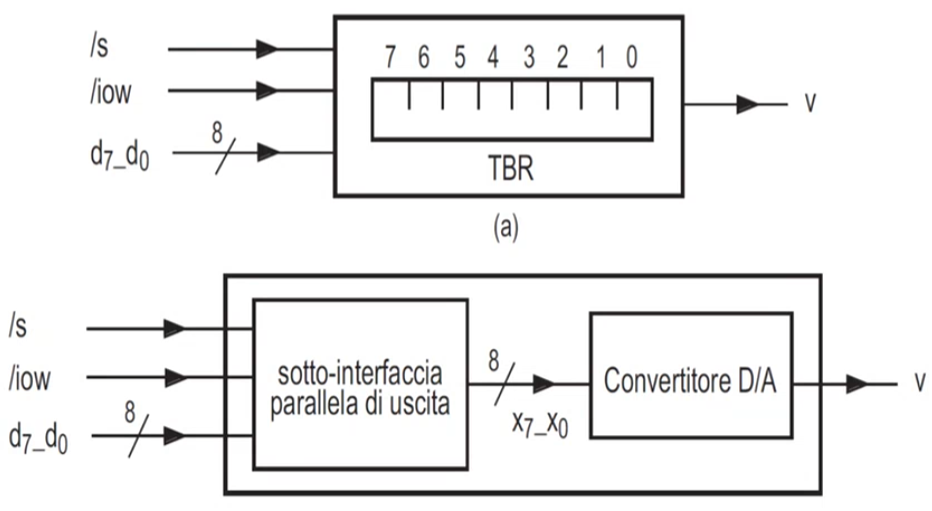 /s
/iow
d7_d0
8
7 6 5 4 3 2 1 0
TBR
v
(a)
/s
/iow
d7_d0
8
sotto-interfaccia
parallela di uscita
8
x7_x0
Convertitore D/A
v